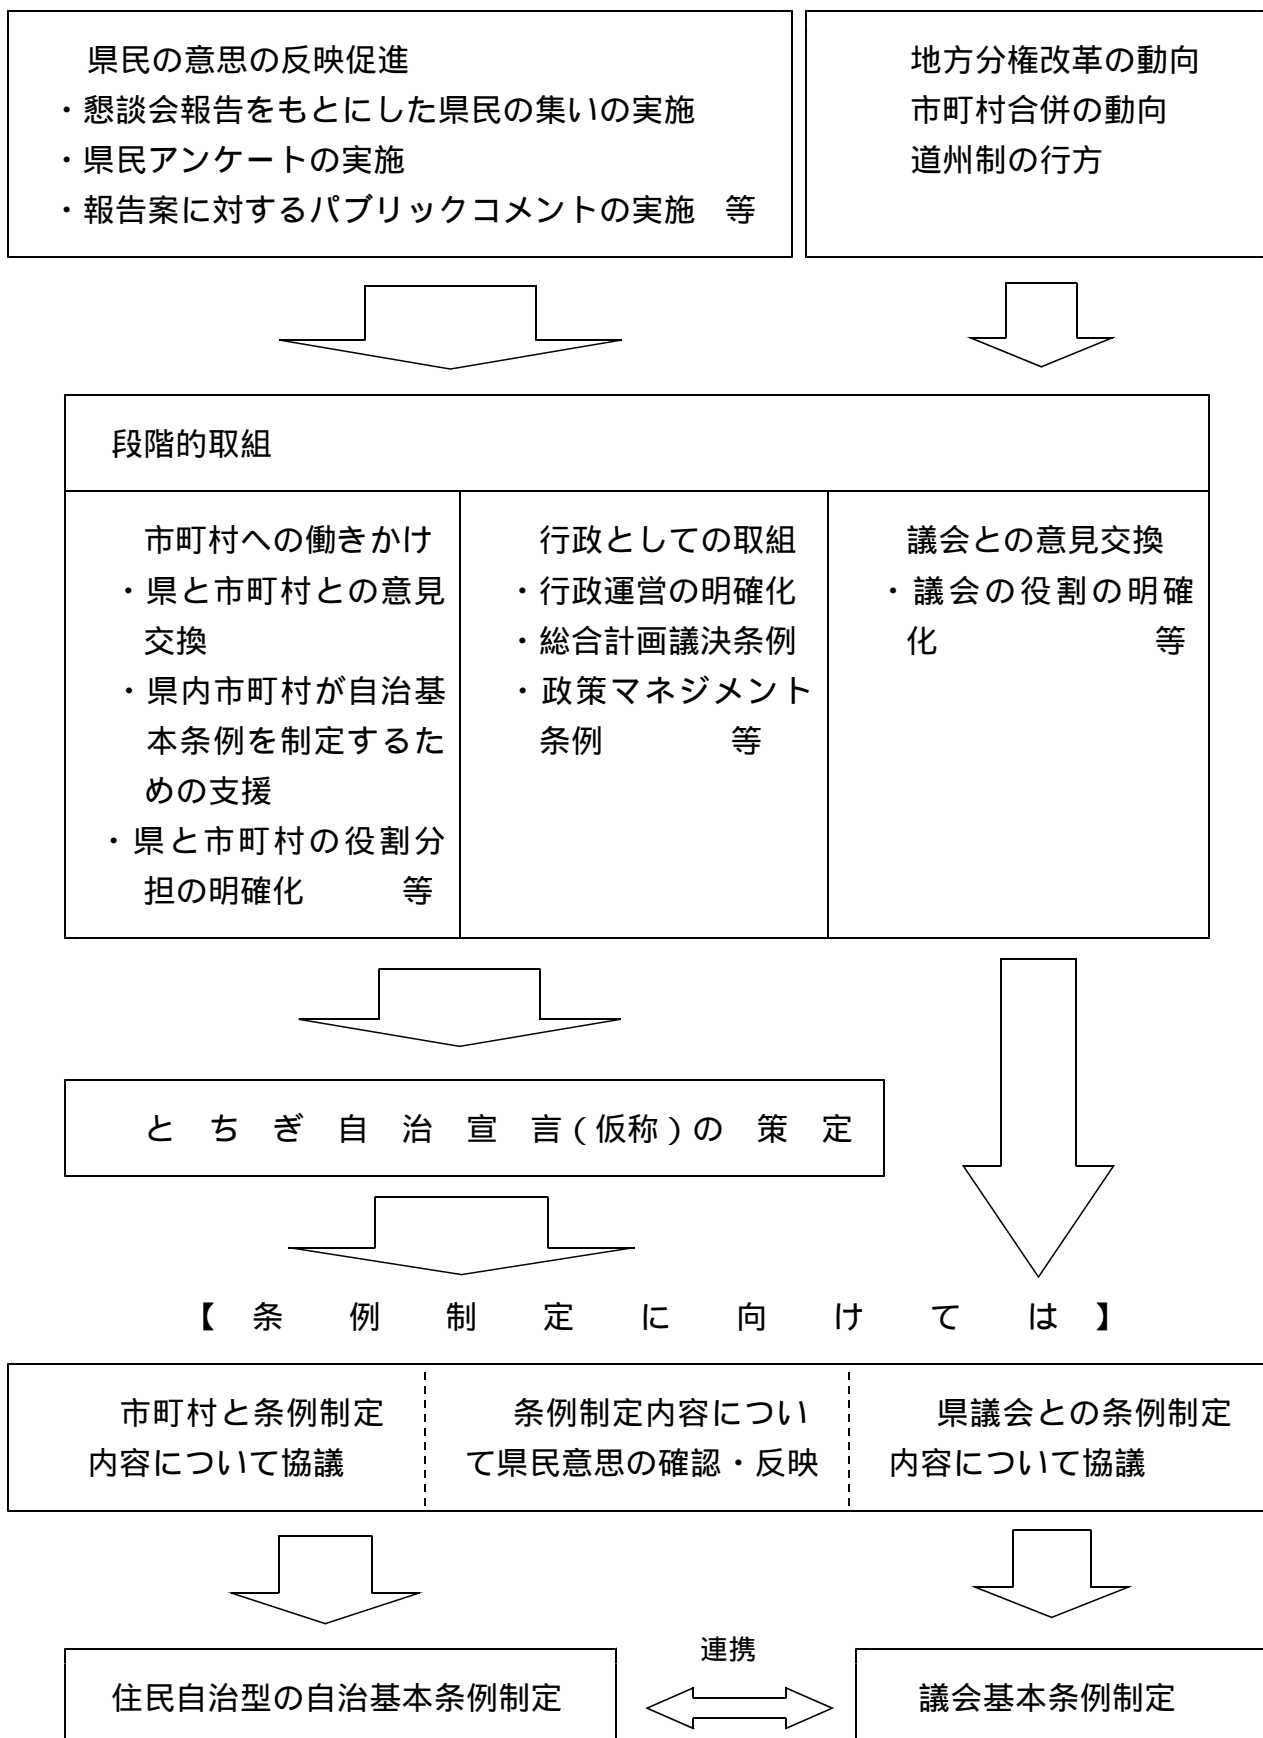 県民の意思の反映促進
・懇談会報告をもとにした県民の集いの実施
・県民アンケートの実施
・報告案に対するパブリックコメントの実施　等
地方分権改革の動向
市町村合併の動向
道州制の行方
段階的取組
市町村への働きかけ
・県と市町村との意見
交換
・県内市町村が自治基
本条例を制定するた
めの支援
・県と市町村の役割分
担の明確化　　　等
行政としての取組
・行政運営の明確化
・総合計画議決条例
・政策マネジメント
条例　　　　等
議会との意見交換
・議会の役割の明確
化　　　　　　　等
とちぎ自治宣言(仮称)の策定
【条例制定に向けては】
市町村と条例制定
内容について協議
条例制定内容につい
て県民意思の確認・反映
県議会との条例制定
内容について協議
住民自治型の自治基本条例制定
連携
議会基本条例制定